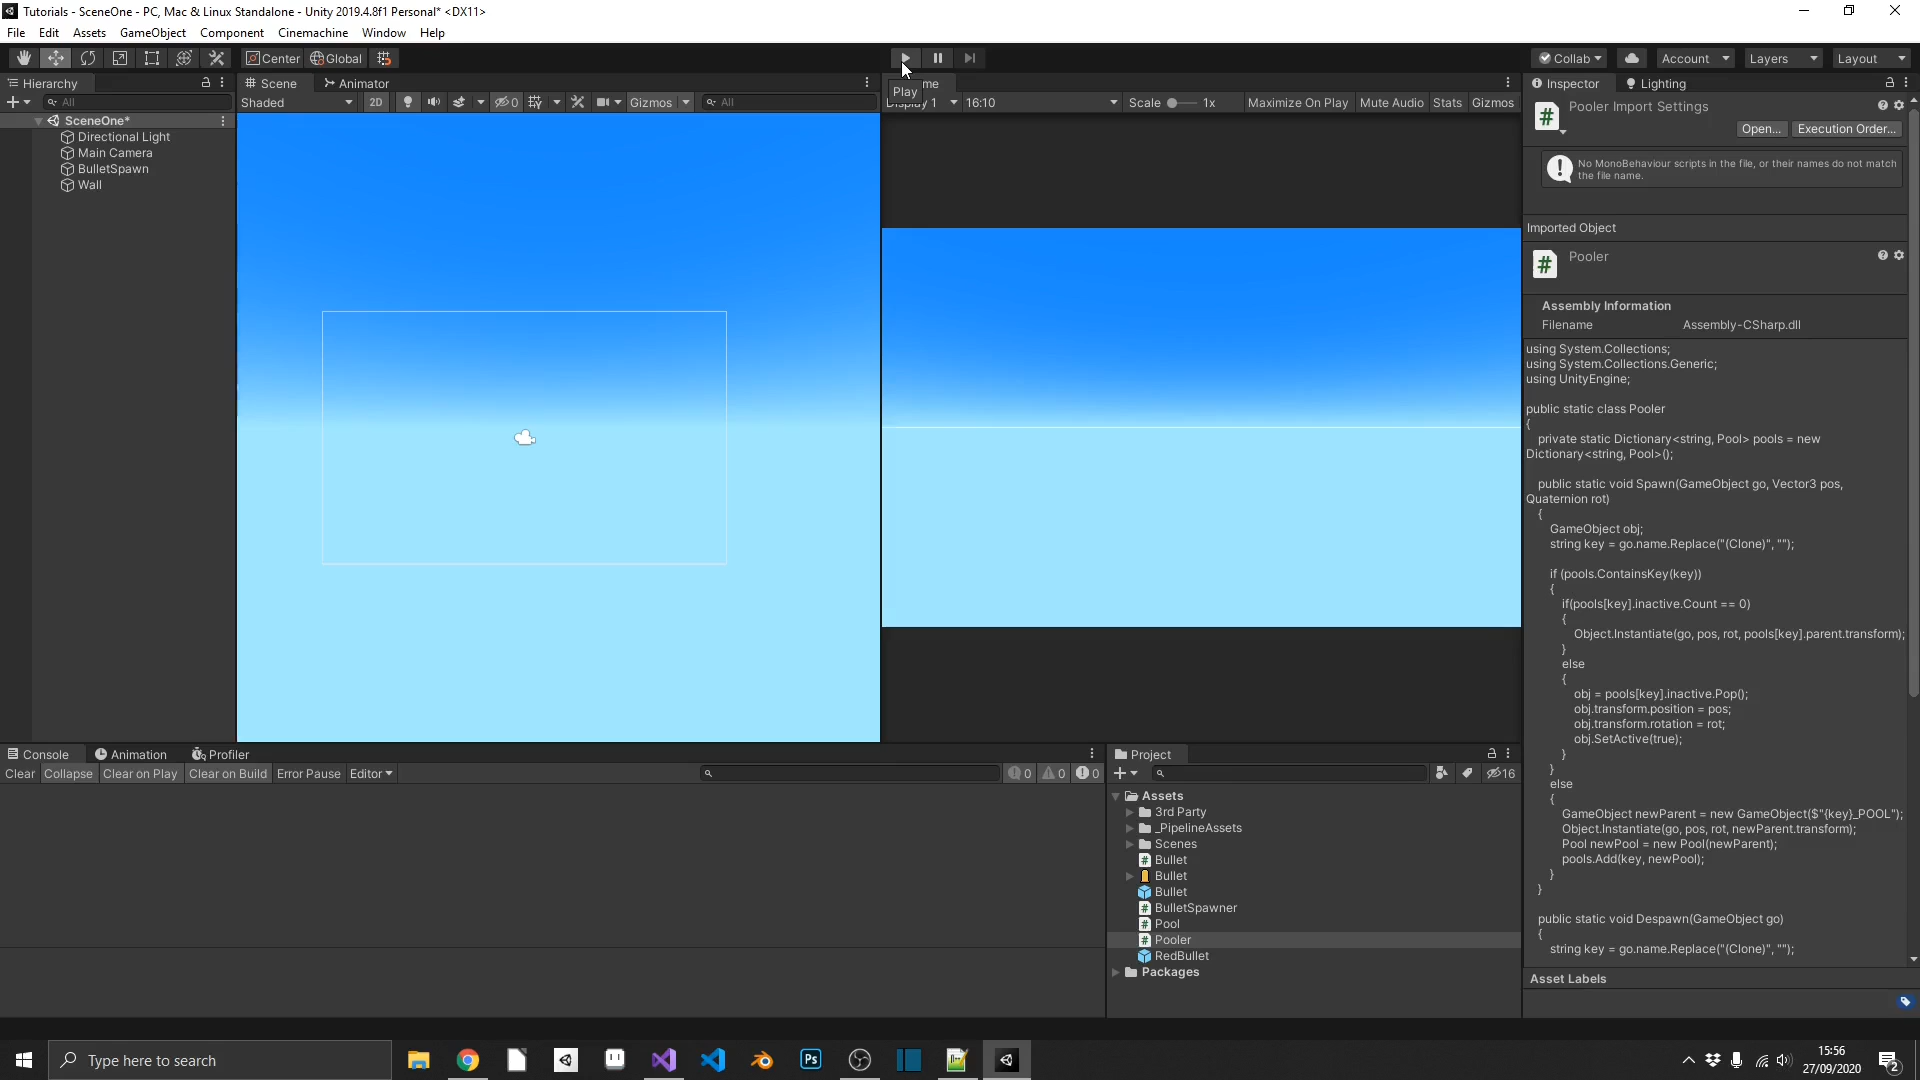 Tutorials - SceneOne - PC, Mac & Linux Standalone - Unity 2019.4.8f1 Personal* <DX11>
File Edit Assets GameObject Component Cinemachine Window Help
Center Global Collab Account Layers Layout
Hierarchy
All
SceneOne*
Directional Light
Main Camera
BulletSpawn
Wall
Scene Animator
Shaded 2D 0 Gizmos All
me
Play
Display 1 16:10 Scale 1x Maximize On Play Mute Audio Stats Gizmos
Inspector Lighting
Pooler Import Settings
Open... Execution Order...
No MonoBehaviour scripts in the file, or their names do not match
the file name.
Imported Object
Pooler
Assembly Information
Filename Assembly-CSharp.dll
using System.Collections;
using System.Collections.Generic;
using UnityEngine;
public static class Pooler
{
private static Dictionary<string, Pool> pools = new
Dictionary<string, Pool>();
public static void Spawn(GameObject go, Vector3 pos,
Quaternion rot)
{
GameObject obj;
string key = go.name.Replace("(Clone)", "");
if (pools.ContainsKey(key))
{
if(pools[key].inactive.Count == 0)
{
Object.Instantiate(go, pos, rot, pools[key].parent.transform);
}
else
{
obj = pools[key].inactive.Pop();
obj.transform.position = pos;
obj.transform.rotation = rot;
obj.SetActive(true);
}
}
else
{
GameObject newParent = new GameObject($"{key}_POOL");
Object.Instantiate(go, pos, rot, newParent.transform);
Pool newPool = new Pool(newParent);
pools.Add(key, newPool);
}
}
public static void Despawn(GameObject go)
{
string key = go.name.Replace("(Clone)", "");
Asset Labels
Console Animation Profiler
Clear Collapse Clear on Play Clear on Build Error Pause Editor 0 0 0
Project
16
Assets
3rd Party
_PipelineAssets
Scenes
Bullet
Bullet
Bullet
BulletSpawner
Pool
Pooler
RedBullet
Packages
Type here to search
Ps
15:56
27/09/2020
2